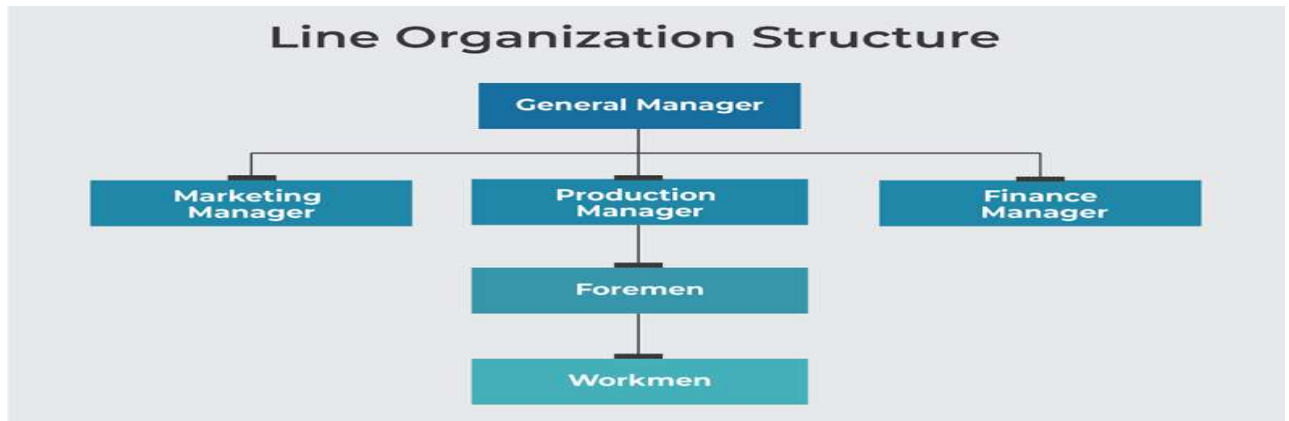 Line Organization Structure
General Manager
Marketing
Manager
Production
Manager
Finance
Manager
Foremen
Workmen